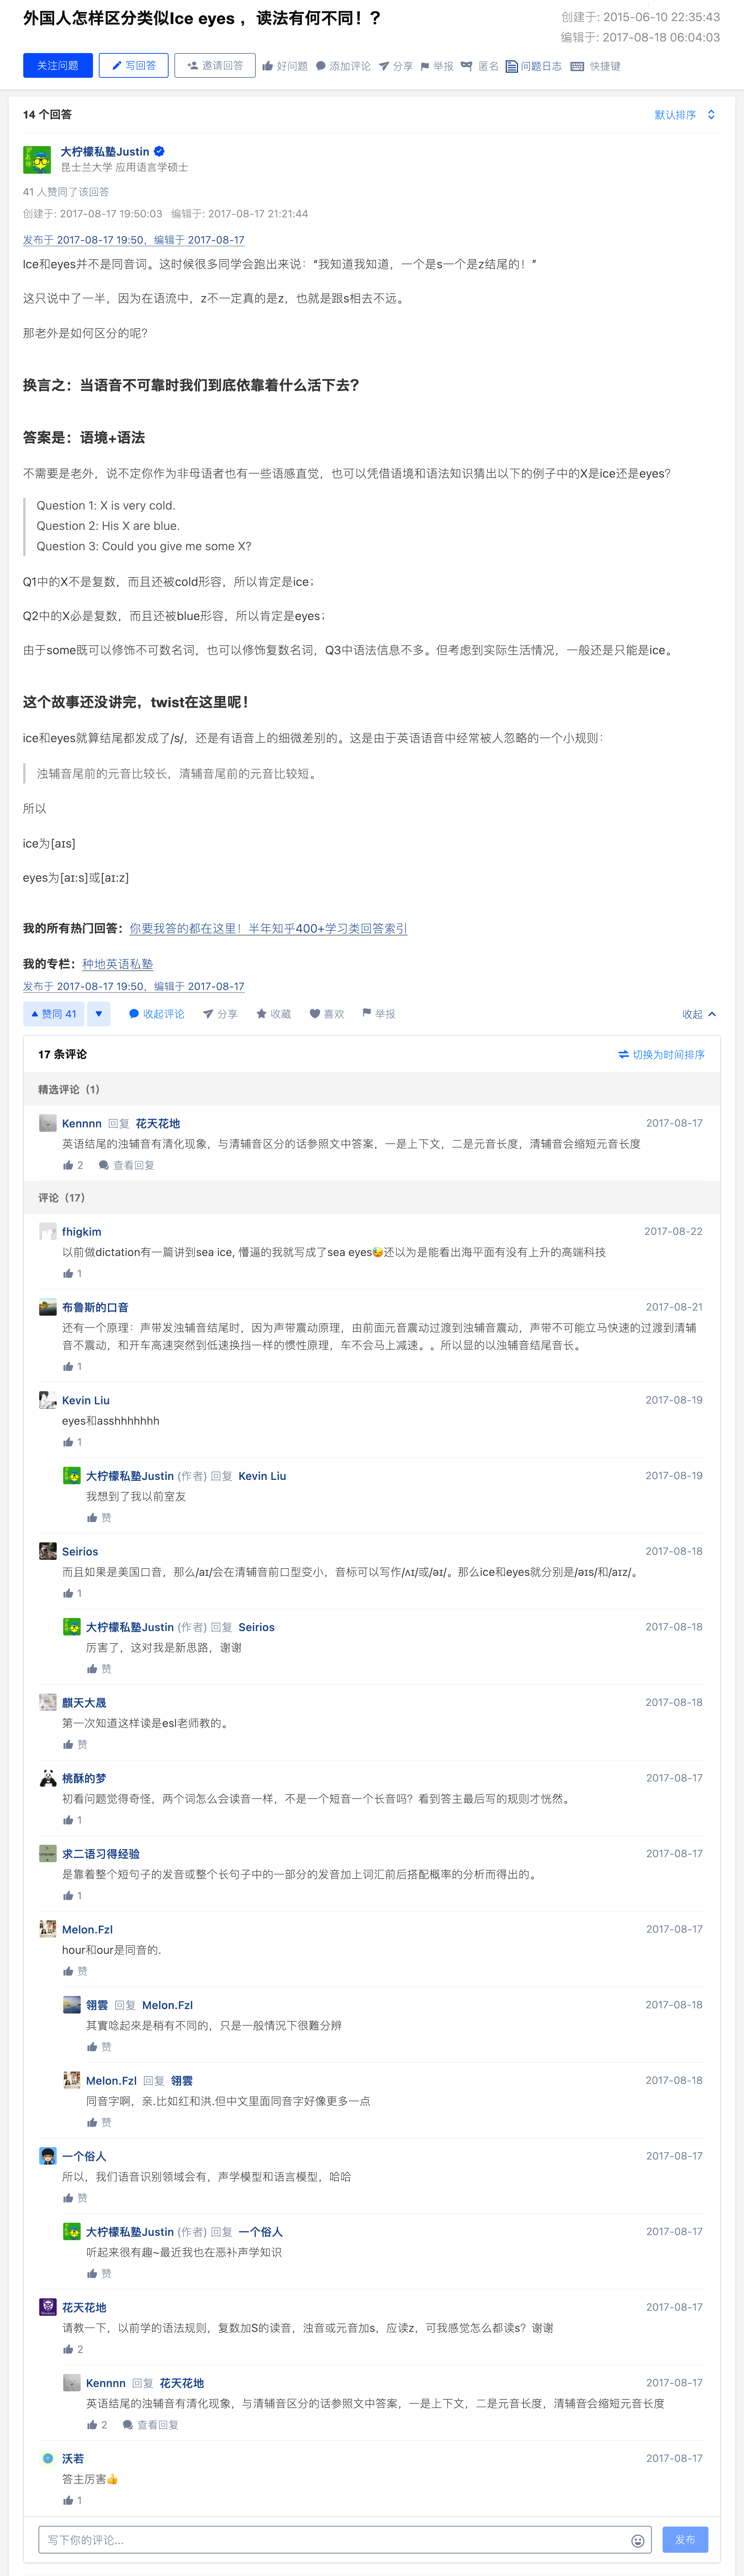 外国人怎样区分类似Ice eyes ，读法有何不同！？
创建于: 2015-06-10 22:35:43
编辑于: 2017-08-18 06:04:03
关注问题 写回答 邀请回答 好问题 添加评论 分享 举报 匿名 问题日志 快捷键
14 个回答 默认排序
大柠檬私塾Justin
昆士兰大学 应用语言学硕士
41 人赞同了该回答
创建于: 2017-08-17 19:50:03 编辑于: 2017-08-17 21:21:44
发布于 2017-08-17 19:50，编辑于 2017-08-17
Ice和eyes并不是同音词。这时候很多同学会跑出来说：“我知道我知道，一个是s一个是z结尾的！”
这只说中了一半，因为在语流中，z不一定真的是z，也就是跟s相去不远。
那老外是如何区分的呢？
换言之：当语音不可靠时我们到底依靠着什么活下去？
答案是：语境+语法
不需要是老外，说不定你作为非母语者也有一些语感直觉，也可以凭借语境和语法知识猜出以下的例子中的X是ice还是eyes？
Question 1: X is very cold.
Question 2: His X are blue.
Question 3: Could you give me some X?
Q1中的X不是复数，而且还被cold形容，所以肯定是ice；
Q2中的X必是复数，而且还被blue形容，所以肯定是eyes；
由于some既可以修饰不可数名词，也可以修饰复数名词，Q3中语法信息不多。但考虑到实际生活情况，一般还是只能是ice。
这个故事还没讲完，twist在这里呢！
ice和eyes就算结尾都发成了/s/，还是有语音上的细微差别的。这是由于英语语音中经常被人忽略的一个小规则：
浊辅音尾前的元音比较长，清辅音尾前的元音比较短。
所以
ice为[aɪs]
eyes为[aɪ:s]或[aɪ:z]
我的所有热门回答：你要我答的都在这里！半年知乎400+学习类回答索引
我的专栏：种地英语私塾
发布于 2017-08-17 19:50，编辑于 2017-08-17
赞同 41 收起评论 分享 收藏 喜欢 举报 收起
17 条评论 切换为时间排序
精选评论（1）
Kennnn 回复 花天花地 2017-08-17
英语结尾的浊辅音有清化现象，与清辅音区分的话参照文中答案，一是上下文，二是元音长度，清辅音会缩短元音长度
2 查看回复
评论（17）
fhigkim 2017-08-22
以前做dictation有一篇讲到sea ice, 懵逼的我就写成了sea eyes😅还以为是能看出海平面有没有上升的高端科技
1
布鲁斯的口音 2017-08-21
还有一个原理：声带发浊辅音结尾时，因为声带震动原理，由前面元音震动过渡到浊辅音震动，声带不可能立马快速的过渡到清辅
音不震动，和开车高速突然到低速换挡一样的惯性原理，车不会马上减速。。所以显的以浊辅音结尾音长。
1
Kevin Liu 2017-08-19
eyes和asshhhhhhh
1
大柠檬私塾Justin (作者) 回复 Kevin Liu 2017-08-19
我想到了我以前室友
赞
Seirios 2017-08-18
而且如果是美国口音，那么/aɪ/会在清辅音前口型变小，音标可以写作/ʌɪ/或/əɪ/。那么ice和eyes就分别是/əɪs/和/aɪz/。
1
大柠檬私塾Justin (作者) 回复 Seirios 2017-08-18
厉害了，这对我是新思路，谢谢
赞
麒天大晟 2017-08-18
第一次知道这样读是esl老师教的。
赞
桃酥的梦 2017-08-17
初看问题觉得奇怪，两个词怎么会读音一样，不是一个短音一个长音吗？看到答主最后写的规则才恍然。
1
求二语习得经验 2017-08-17
是靠着整个短句子的发音或整个长句子中的一部分的发音加上词汇前后搭配概率的分析而得出的。
1
Melon.Fzl 2017-08-17
hour和our是同音的.
赞
翎雲 回复 Melon.Fzl 2017-08-18
其實唸起來是稍有不同的，只是一般情況下很難分辨
赞
Melon.Fzl 回复 翎雲 2017-08-18
同音字啊，亲.比如红和洪.但中文里面同音字好像更多一点
赞
一个俗人 2017-08-17
所以，我们语音识别领域会有，声学模型和语言模型，哈哈
赞
大柠檬私塾Justin (作者) 回复 一个俗人 2017-08-17
听起来很有趣~最近我也在恶补声学知识
赞
花天花地 2017-08-17
请教一下，以前学的语法规则，复数加S的读音，浊音或元音加s，应读z，可我感觉怎么都读s？谢谢
2
Kennnn 回复 花天花地 2017-08-17
英语结尾的浊辅音有清化现象，与清辅音区分的话参照文中答案，一是上下文，二是元音长度，清辅音会缩短元音长度
2 查看回复
沃若 2017-08-17
答主厉害👍
1
写下你的评论... 发布